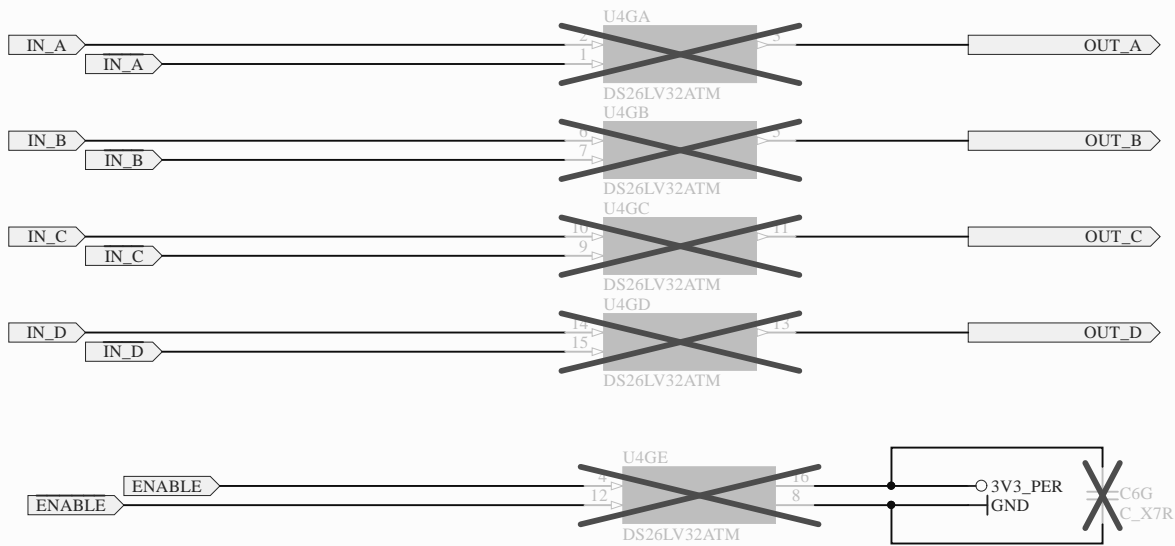 U4GA
IN_A 2 3 OUT_A
IN_A 1
DS26LV32ATM
U4GB
IN_B 6 5 OUT_B
IN_B 7
DS26LV32ATM
U4GC
IN_C 10 11 OUT_C
IN_C 9
DS26LV32ATM
U4GD
IN_D 14 13 OUT_D
IN_D 15
DS26LV32ATM
U4GE
ENABLE 4 16 3V3_PER C6G
ENABLE 12 8 GND C_X7R
DS26LV32ATM